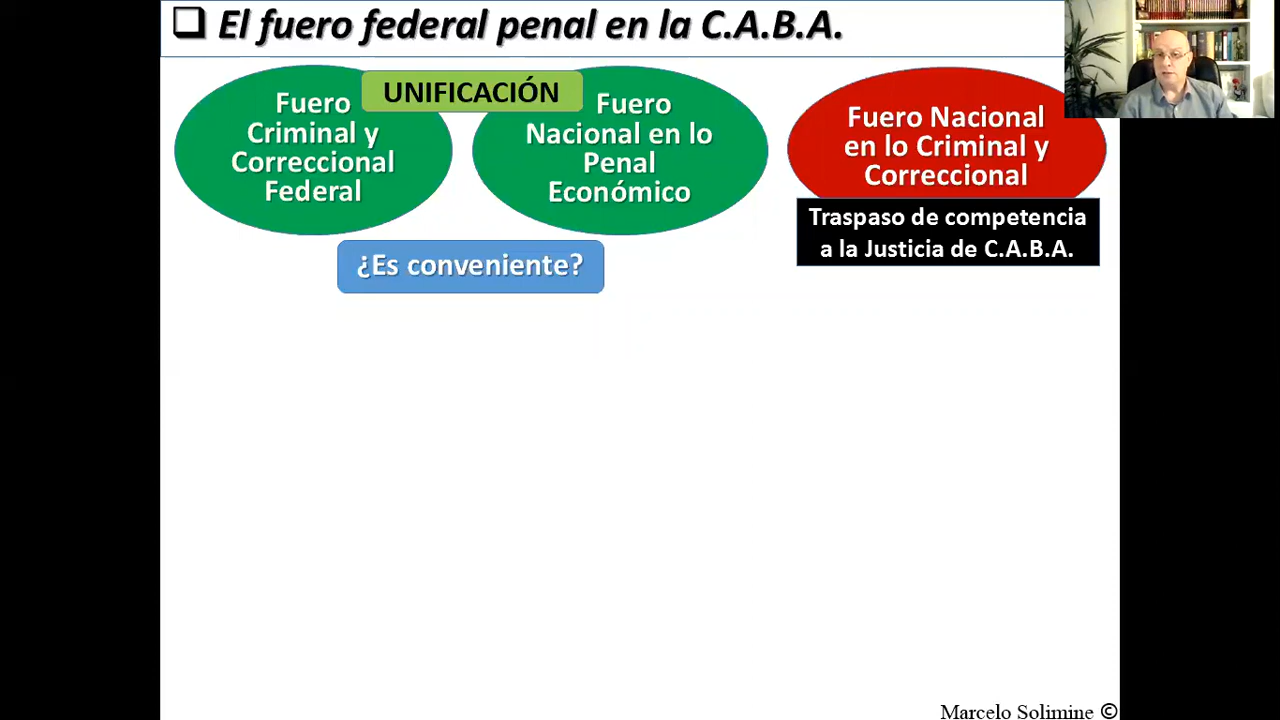 ❑ El fuero federal penal en la C.A.B.A.
UNIFICACIÓN
Fuero
Criminal y
Correccional
Federal
Fuero
Nacional en lo
Penal
Económico
Fuero Nacional
en lo Criminal y
Correccional
Traspaso de competencia
a la Justicia de C.A.B.A.
¿Es conveniente?
Marcelo Solimine ©